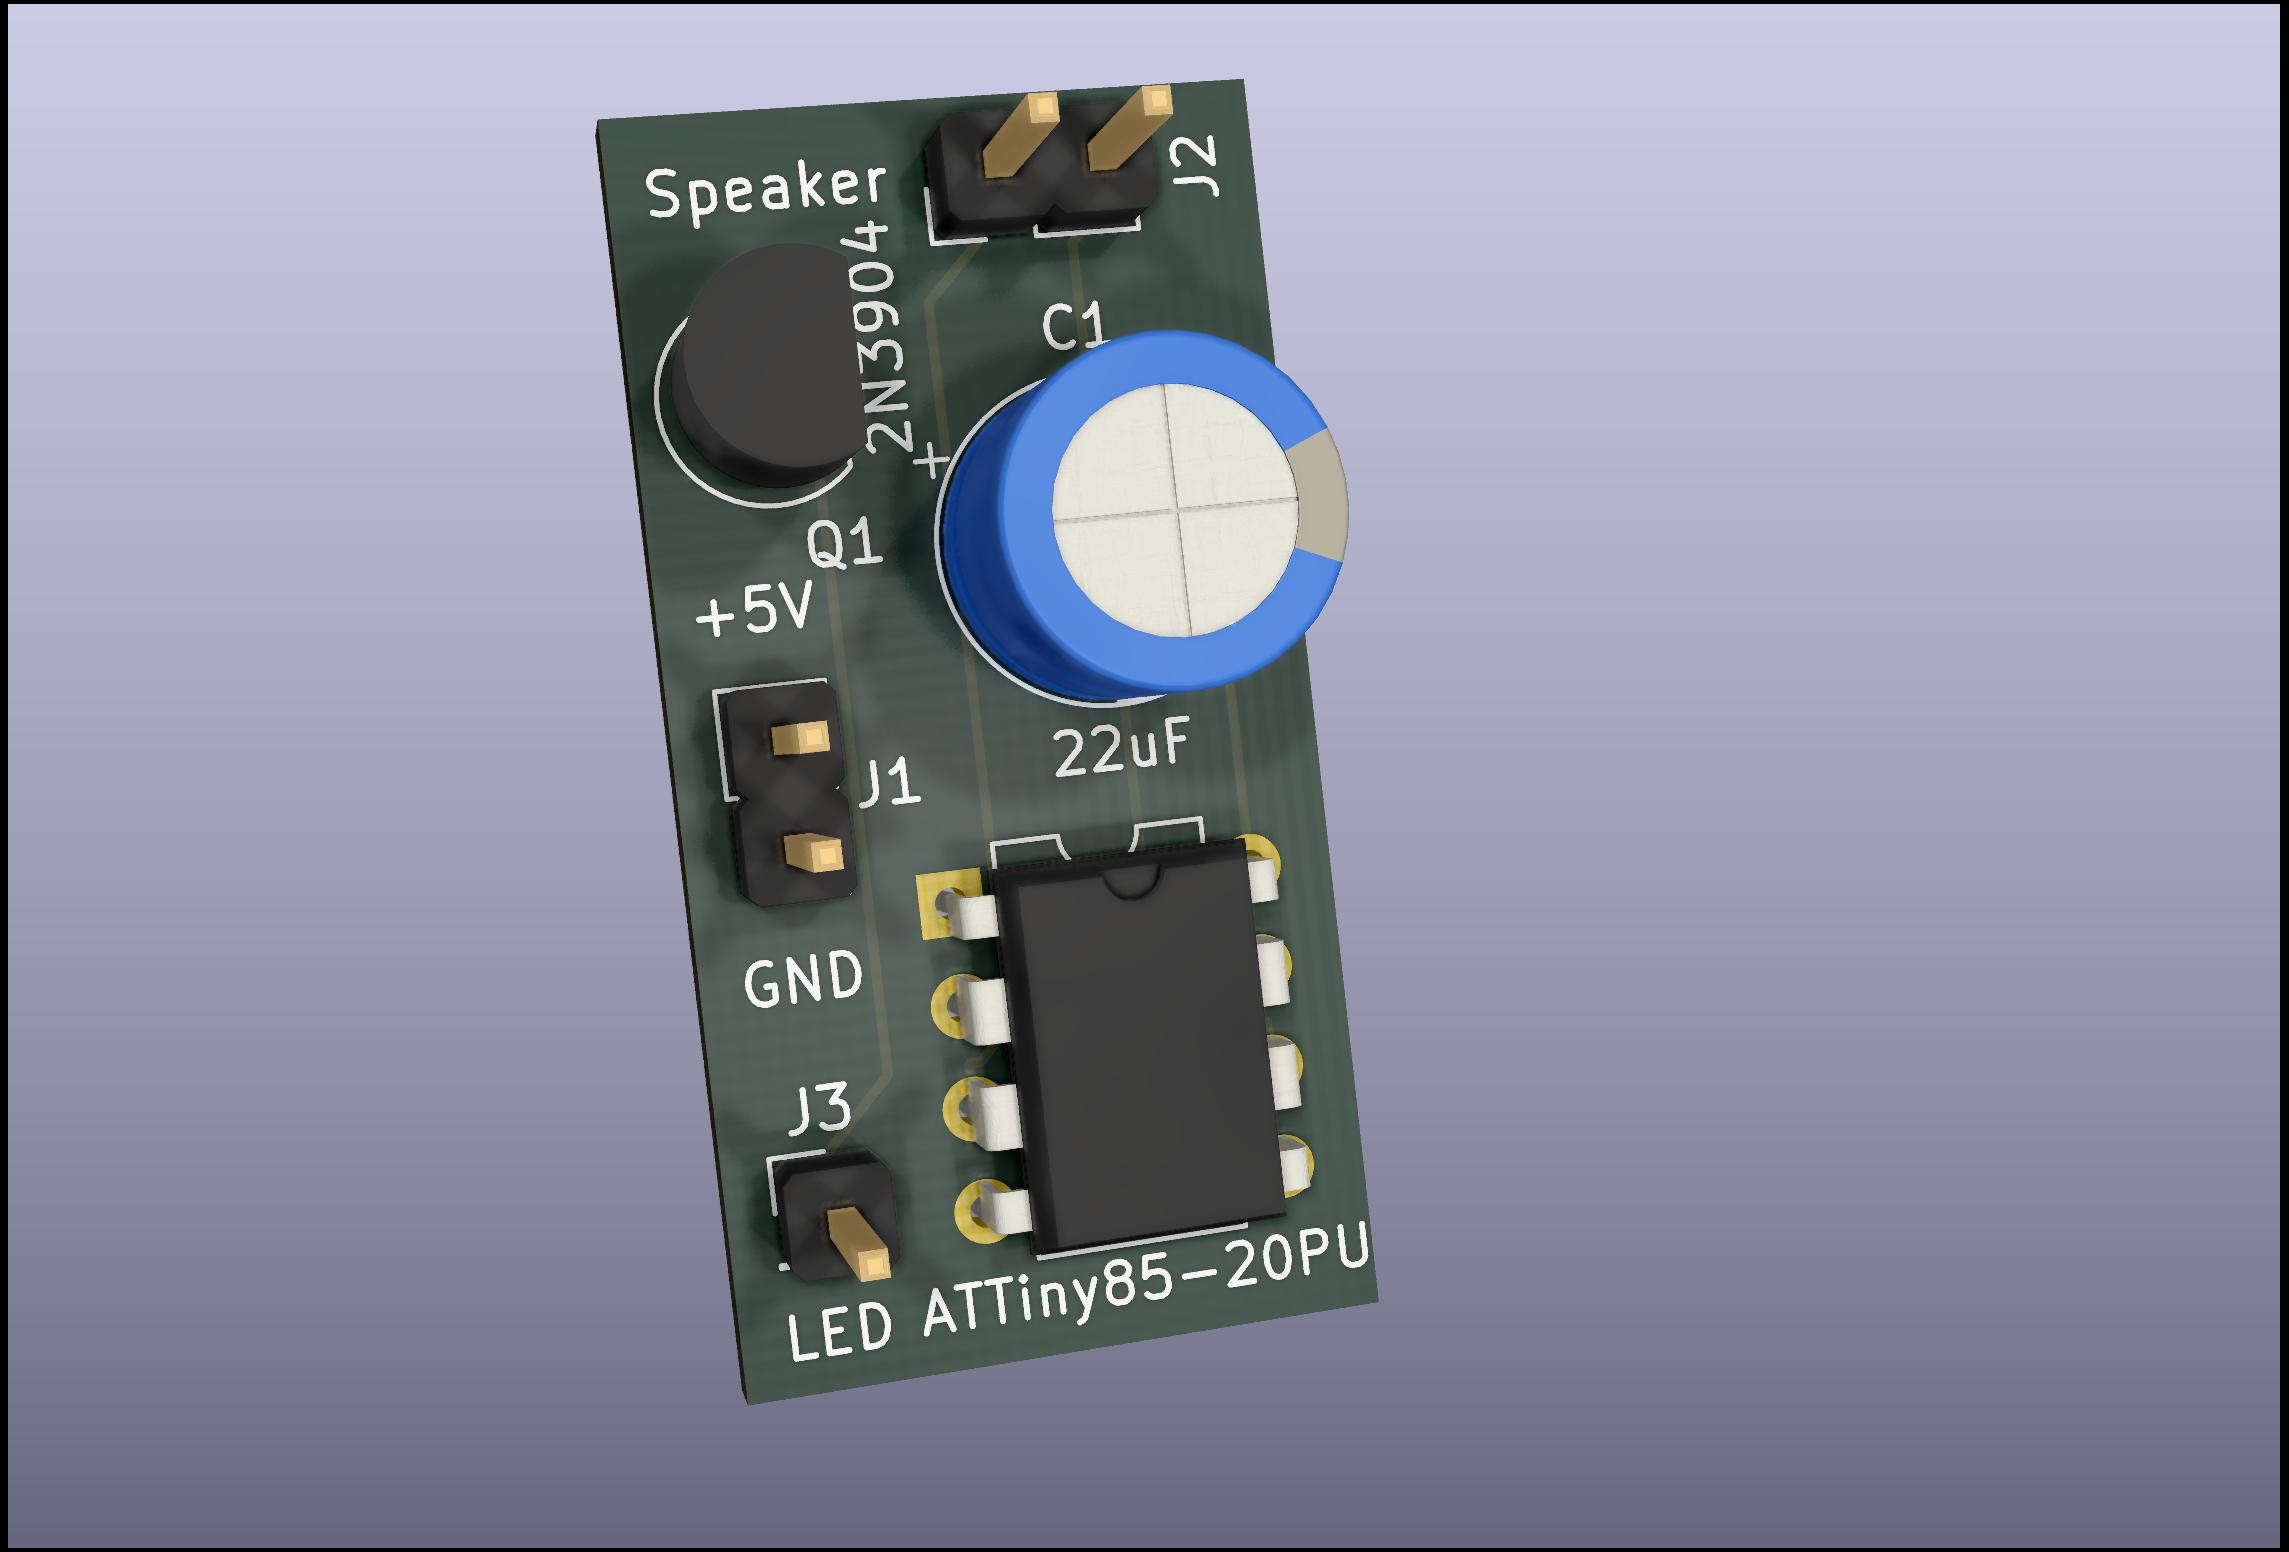 Speaker
J2
2N3904
C1
+
Q1
+5V
22uF
J1
GND
J3
LED
ATTiny85-20PU